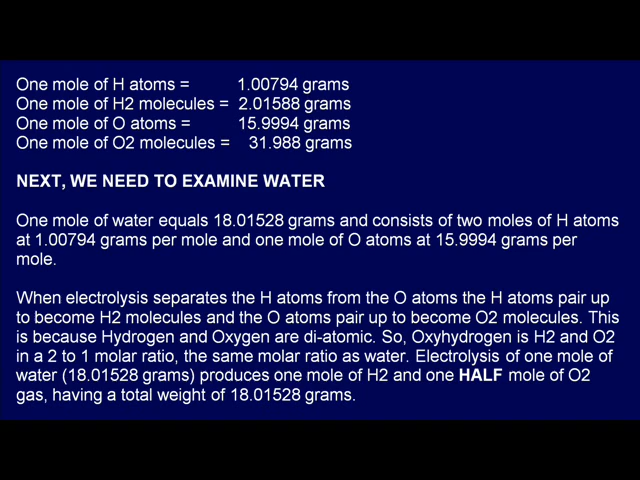 One mole of H atoms = 1.00794 grams
One mole of H2 molecules = 2.01588 grams
One mole of O atoms = 15.9994 grams
One mole of O2 molecules = 31.988 grams
NEXT, WE NEED TO EXAMINE WATER
One mole of water equals 18.01528 grams and consists of two moles of H atoms
at 1.00794 grams per mole and one mole of O atoms at 15.9994 grams per
mole.
When electrolysis separates the H atoms from the O atoms the H atoms pair up
to become H2 molecules and the O atoms pair up to become O2 molecules. This
is because Hydrogen and Oxygen are di-atomic. So, Oxyhydrogen is H2 and O2
in a 2 to 1 molar ratio, the same molar ratio as water. Electrolysis of one mole of
water (18.01528 grams) produces one mole of H2 and one HALF mole of O2
gas, having a total weight of 18.01528 grams.